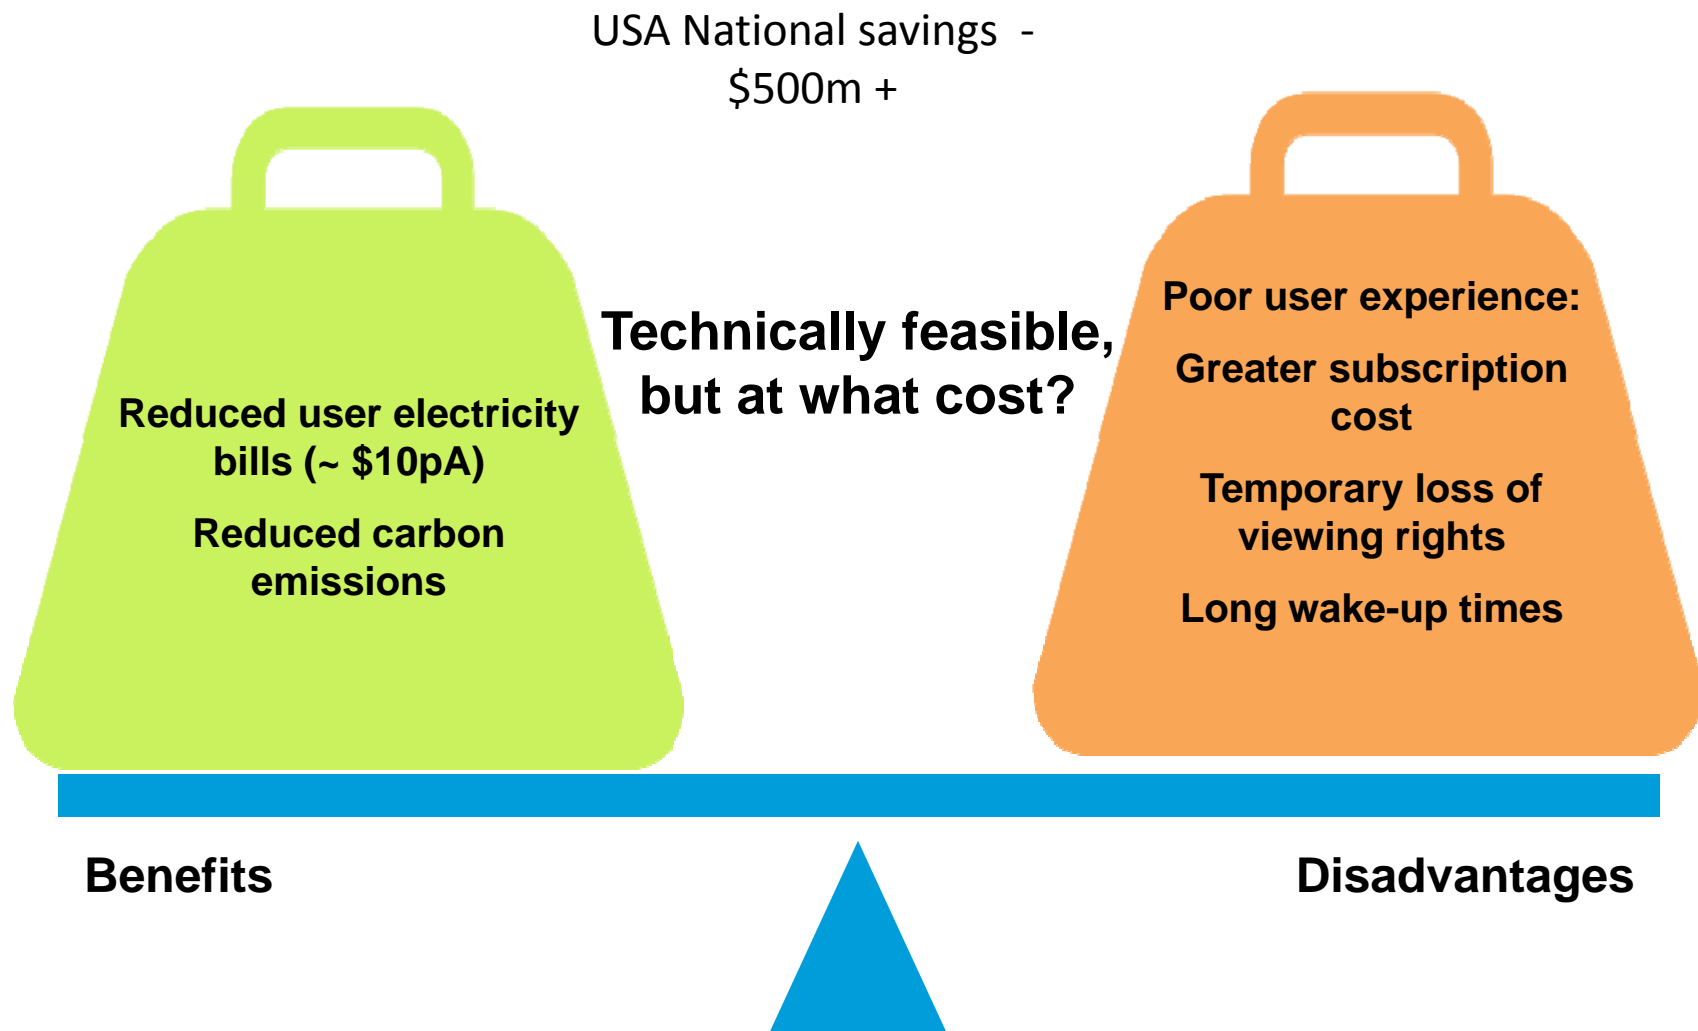 USA National savings  -
$500m +
Technically feasible,
but at what cost?
Reduced user electricity
bills (~ $10pA)
Reduced carbon
emissions
Poor user experience:
Greater subscription
cost
Temporary loss of
viewing rights
Long wake-up times
Benefits
Disadvantages